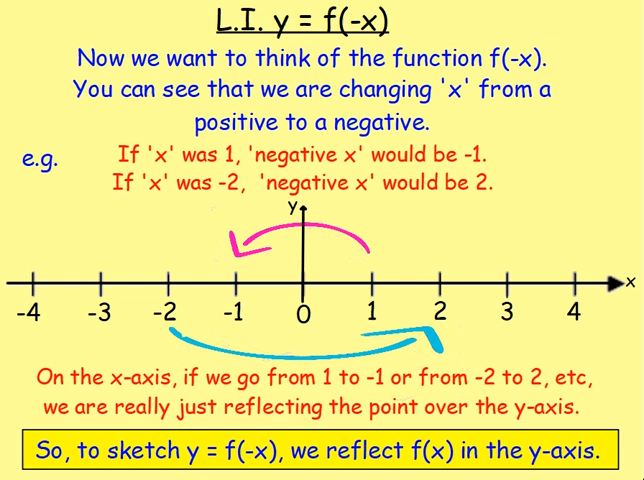 L.I. y = f(-x)
Now we want to think of the function f(-x).
You can see that we are changing 'x' from a
positive to a negative.
e.g. If 'x' was 1, 'negative x' would be -1.
If 'x' was -2, 'negative x' would be 2.
y
x
-4 -3 -2 -1 0 1 2 3 4
On the x-axis, if we go from 1 to -1 or from -2 to 2, etc,
we are really just reflecting the point over the y-axis.
So, to sketch y = f(-x), we reflect f(x) in the y-axis.